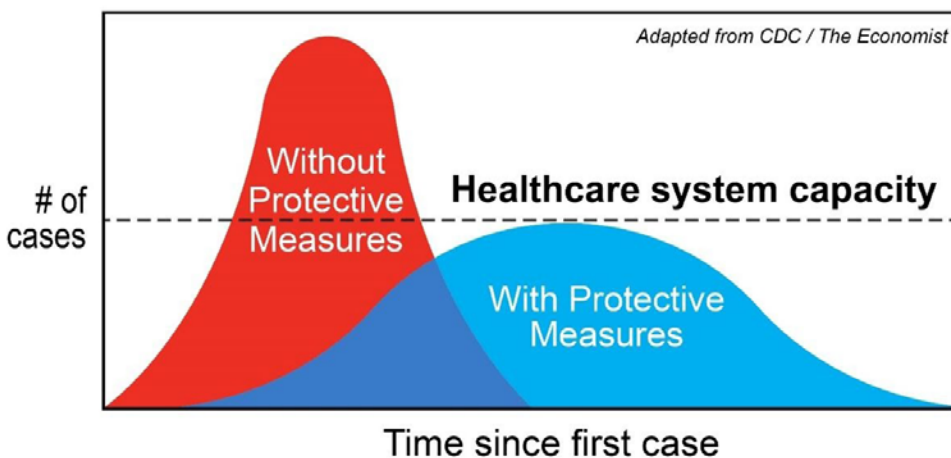 Adapted from CDC / The Economist
Without
Protective
Measures
Healthcare system capacity
# of
cases
With Protective
Measures
Time since first case